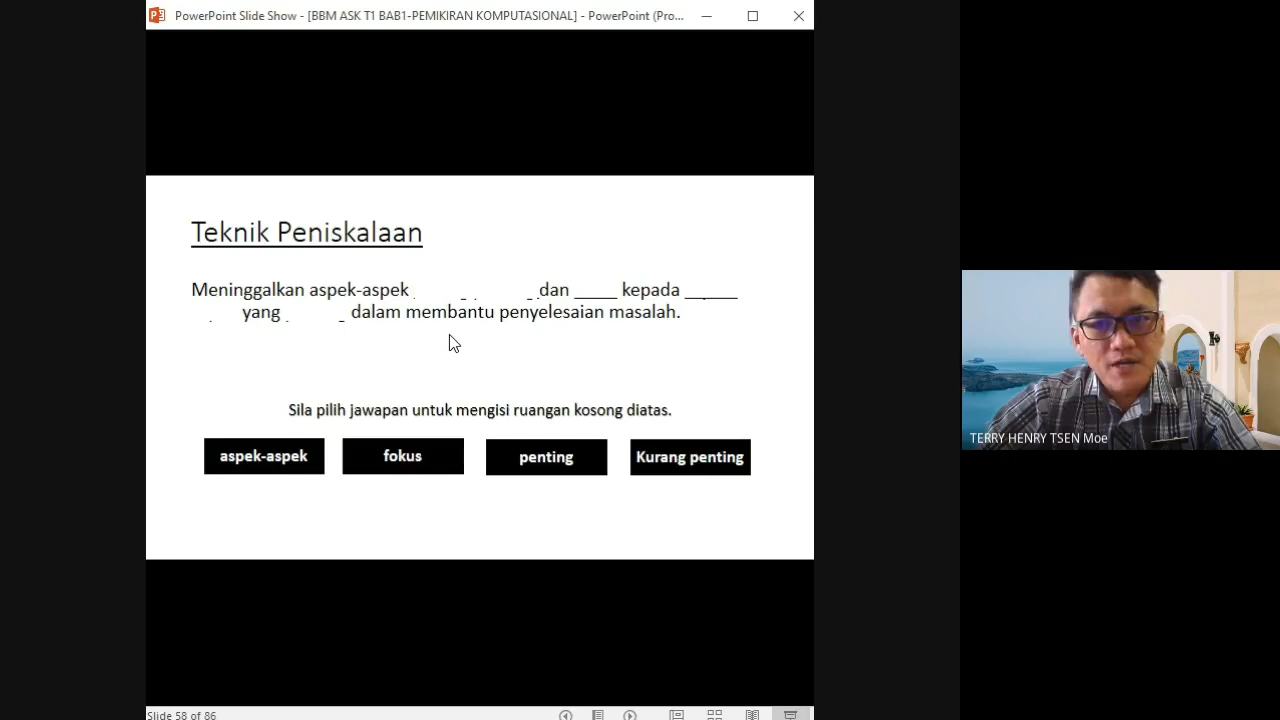 PowerPoint Slide Show - [BBM ASK T1 BAB1-PEMIKIRAN KOMPUTASIONAL] - PowerPoint (Pro...
Teknik Peniskalaan
Meninggalkan aspek-aspek dan ____ kepada _____
yang dalam membantu penyelesaian masalah.
Sila pilih jawapan untuk mengisi ruangan kosong diatas.
aspek-aspek fokus penting Kurang penting
TERRY HENRY TSEN Moe
Slide 58 of 86